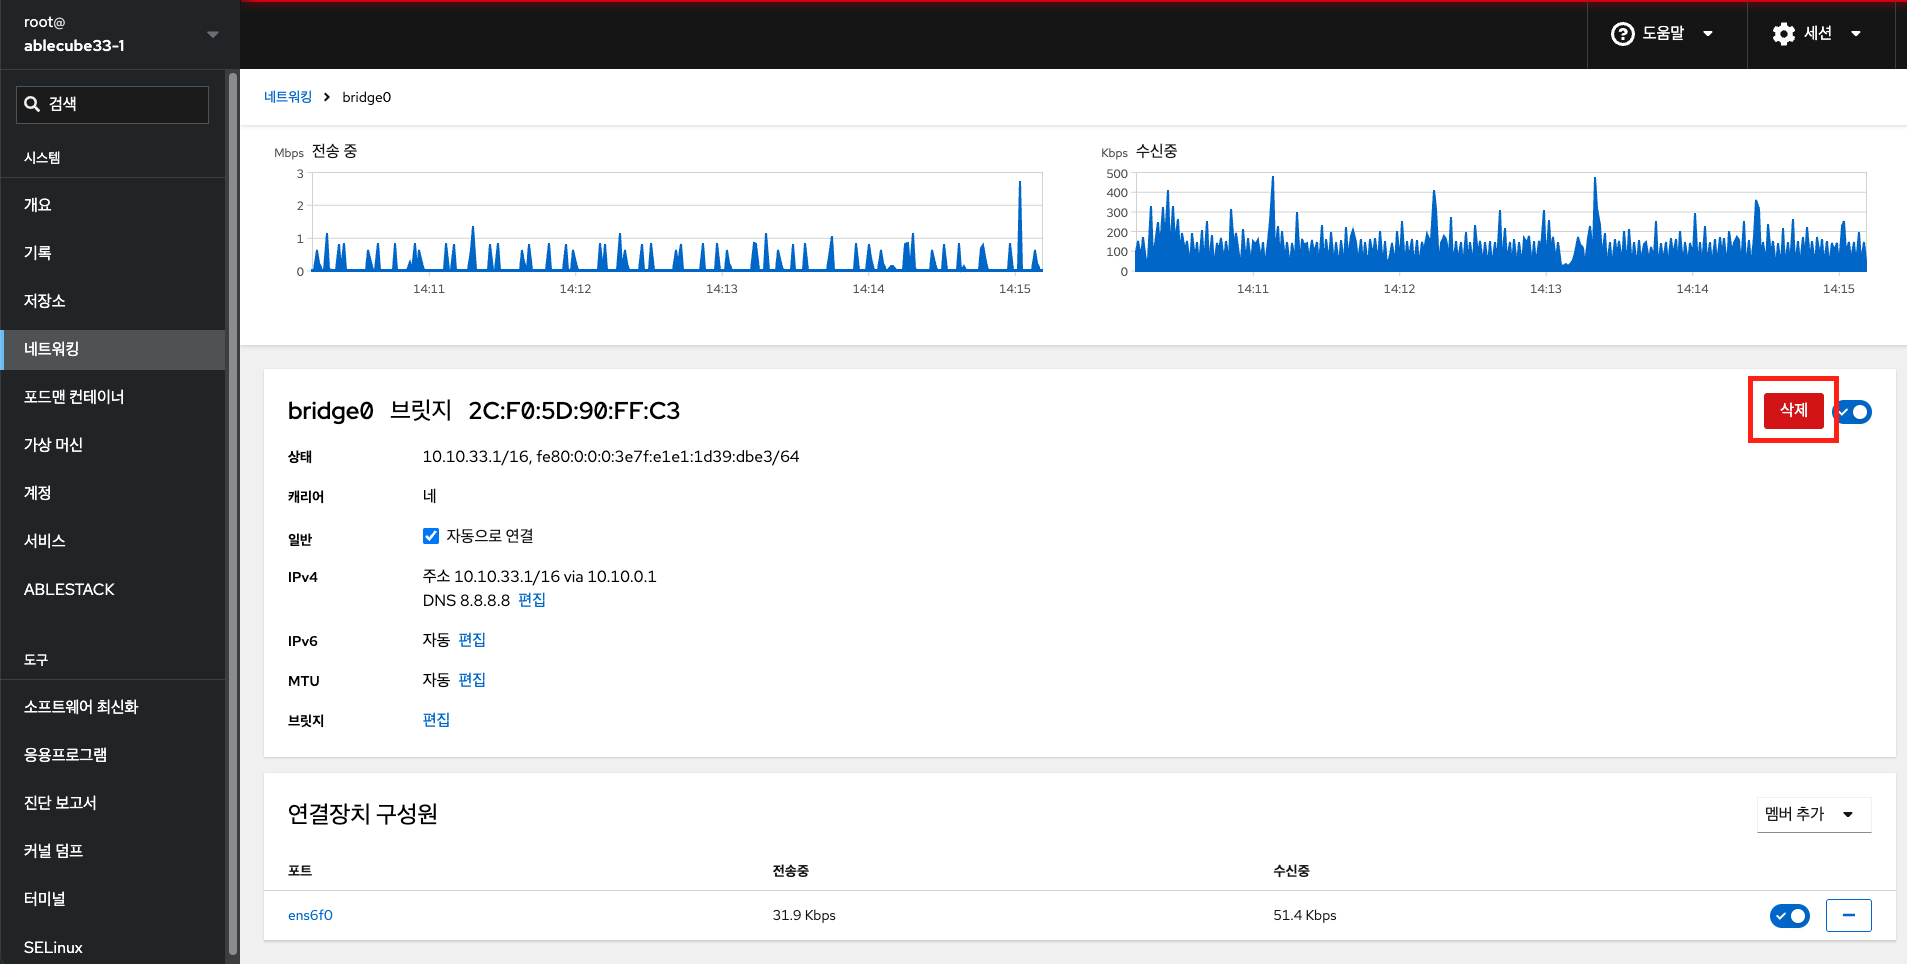 root@
ablecube33-1
도움말
세션
검색
시스템
개요
기록
저장소
네트워킹
포드맨 컨테이너
가상 머신
계정
서비스
ABLESTACK
도구
소프트웨어 최신화
응용프로그램
진단 보고서
커널 덤프
터미널
SELinux
네트워킹 bridge0
Mbps 전송 중
3
2
1
0
14:11 14:12 14:13 14:14 14:15
Kbps 수신중
500
400
300
200
100
0
14:11 14:12 14:13 14:14 14:15
bridge0 브릿지 2C:F0:5D:90:FF:C3
삭제
상태 10.10.33.1/16, fe80:0:0:0:3e7f:e1e1:1d39:dbe3/64
캐리어 네
일반 자동으로 연결
IPv4 주소 10.10.33.1/16 via 10.10.0.1
DNS 8.8.8.8 편집
IPv6 자동 편집
MTU 자동 편집
브릿지 편집
연결장치 구성원
멤버 추가
포트 전송중 수신중
ens6f0 31.9 Kbps 51.4 Kbps